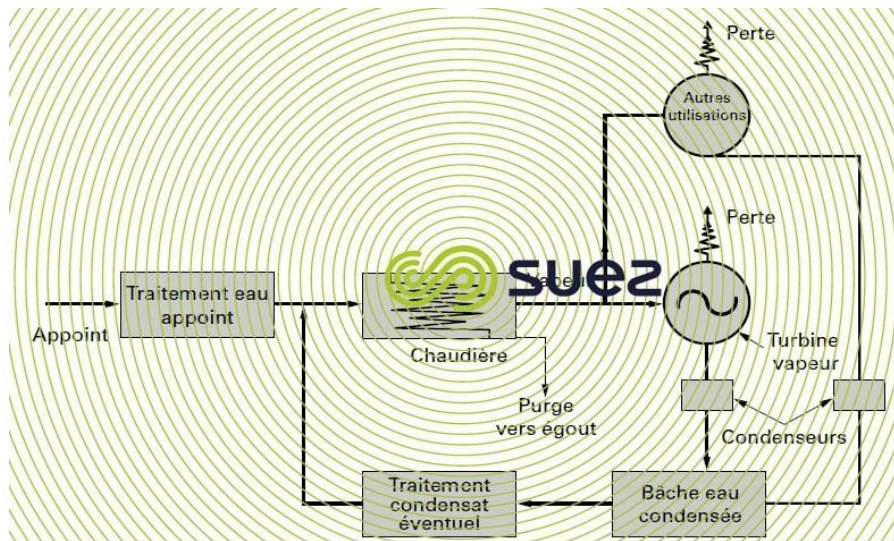 Perte
Autres
utilisations
Perte
suez
Traitement eau
appoint
Appoint
Chaudière
Turbine
vapeur
Purge
vers égout
Condenseurs
Traitement
condensat
éventuel
Bâche eau
condensée